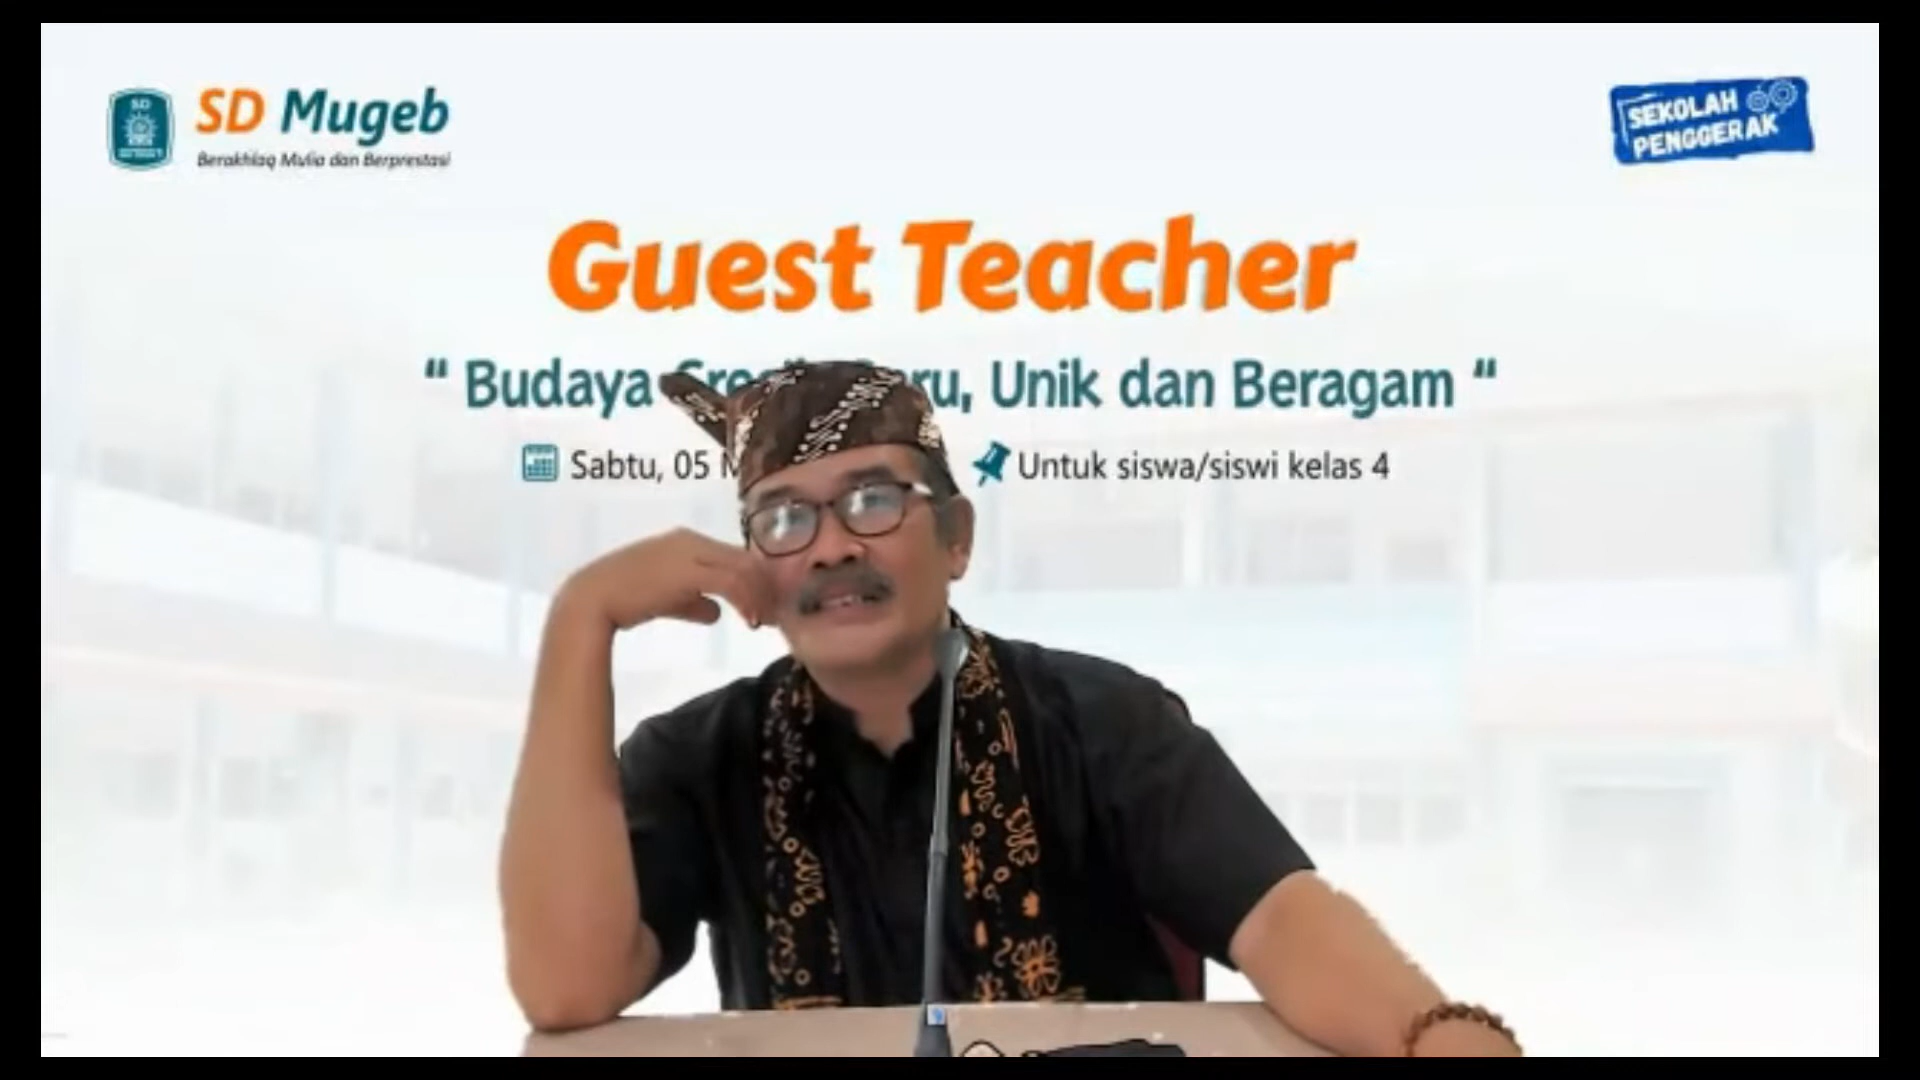 SD
SD Mugeb
Berakhlaq Mulia dan Berprestasi
SEKOLAH
PENGGERAK
Guest Teacher
“ Budaya Unik dan Beragam “
Sabtu, 05
Untuk siswa/siswi kelas 4